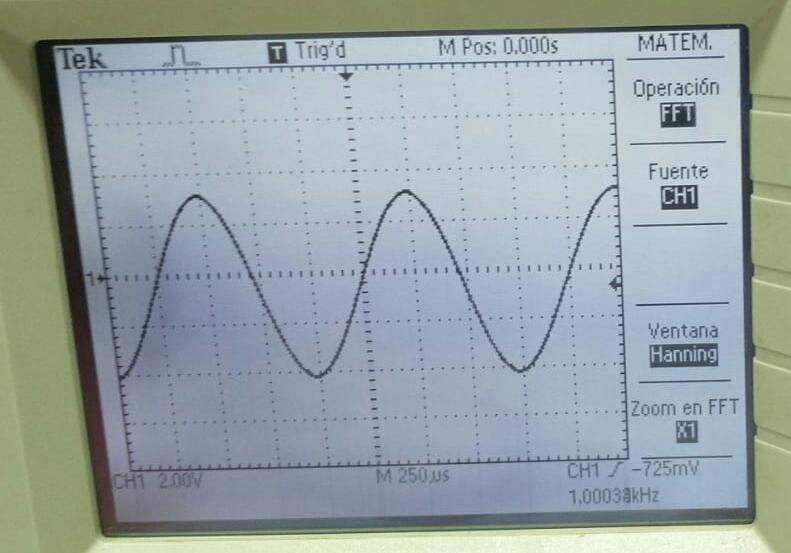 Tek T Trig'd M Pos: 0.000s MATEM.
Operación
FFT
Fuente
CH1
1
Ventana
Hanning
Zoom en FFT
X1
CH1 2.00V M 250µs CH1 -725mV